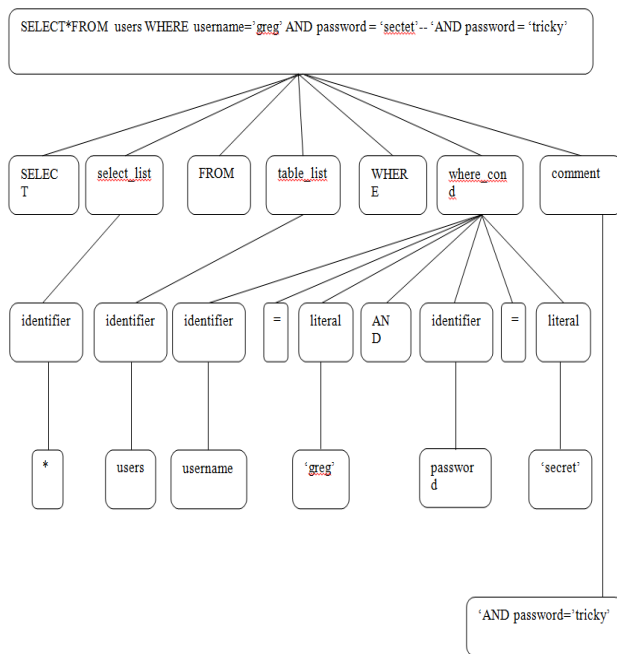 SELECT*FROM users WHERE username=’greg’ AND password = ‘sectet’-- ‘AND password = ‘tricky’
SELEC
T
select_list
FROM
table_list
WHER
E
where_con
d
comment
identifier
identifier
identifier
=
literal
AN
D
identifier
=
literal
*
users
username
‘greg’
passwor
d
‘secret’
‘AND password=’tricky’